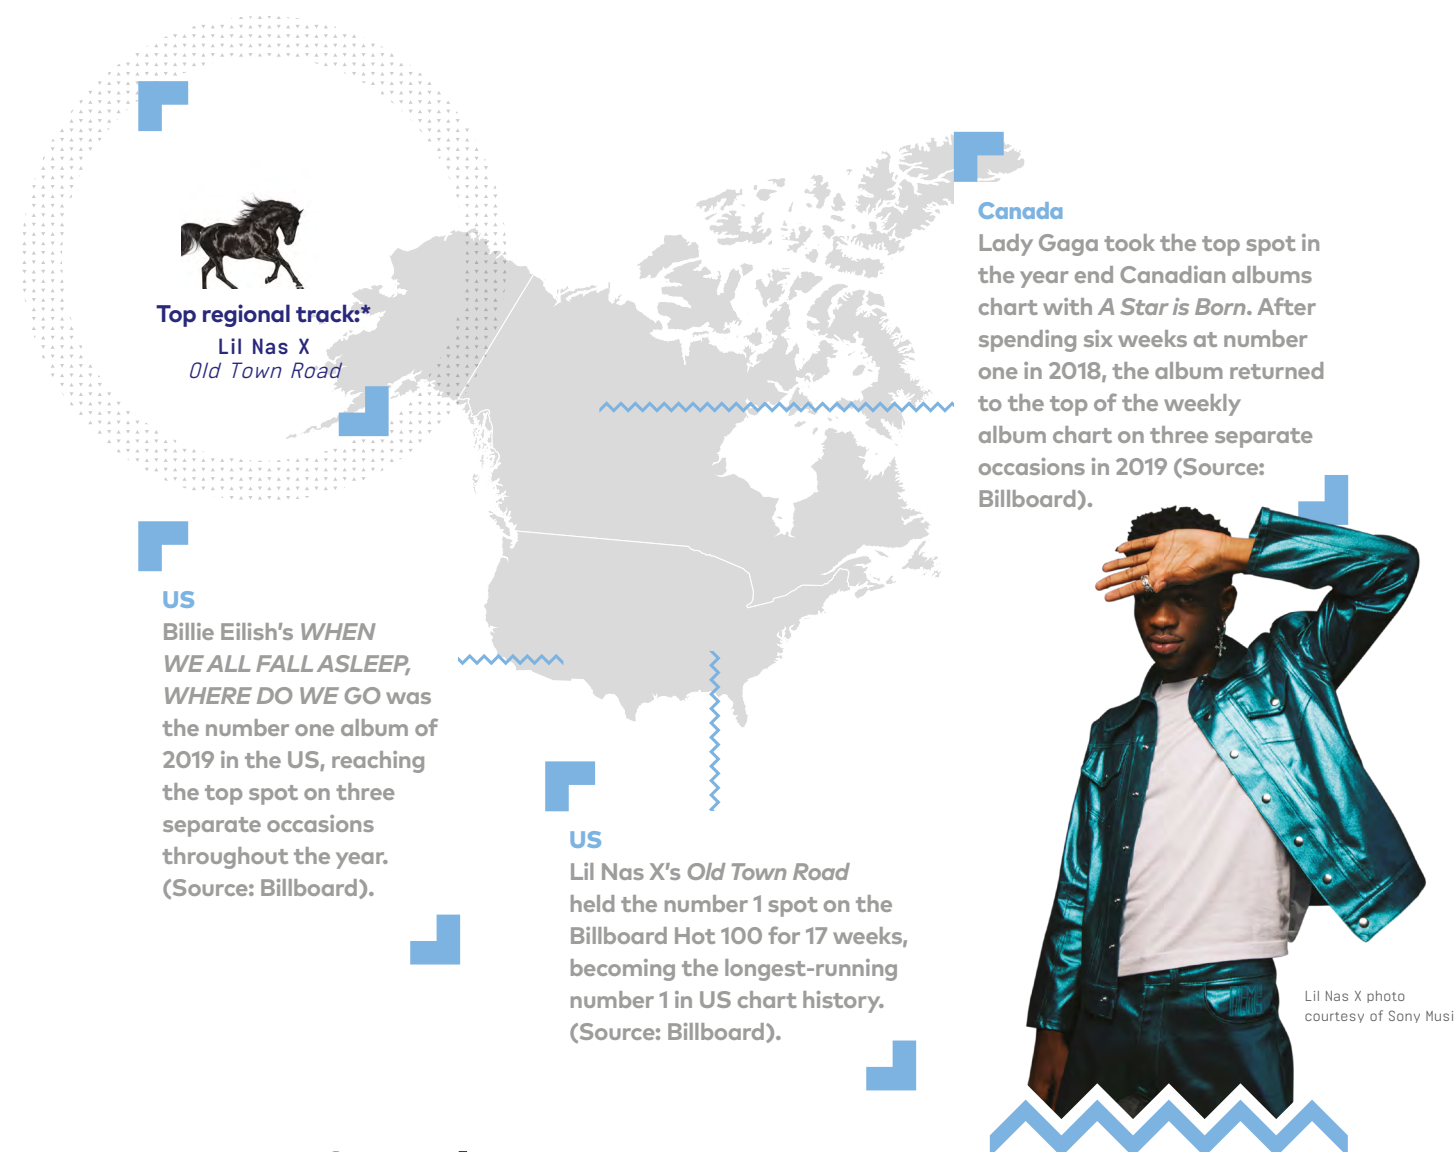 Top regional track:*
Lil Nas X
Old Town Road
Canada
Lady Gaga took the top spot in
the year end Canadian albums
chart with A Star is Born. After
spending six weeks at number
one in 2018, the album returned
to the top of the weekly
album chart on three separate
occasions in 2019 (Source:
Billboard).
US
Billie Eilish’s WHEN
WE ALL FALL ASLEEP,
WHERE DO WE GO was
the number one album of
2019 in the US, reaching
the top spot on three
separate occasions
throughout the year.
(Source: Billboard).
US
Lil Nas X’s Old Town Road
held the number 1 spot on the
Billboard Hot 100 for 17 weeks,
becoming the longest-running
number 1 in US chart history.
(Source: Billboard).
Lil Nas X photo
courtesy of Sony Musi